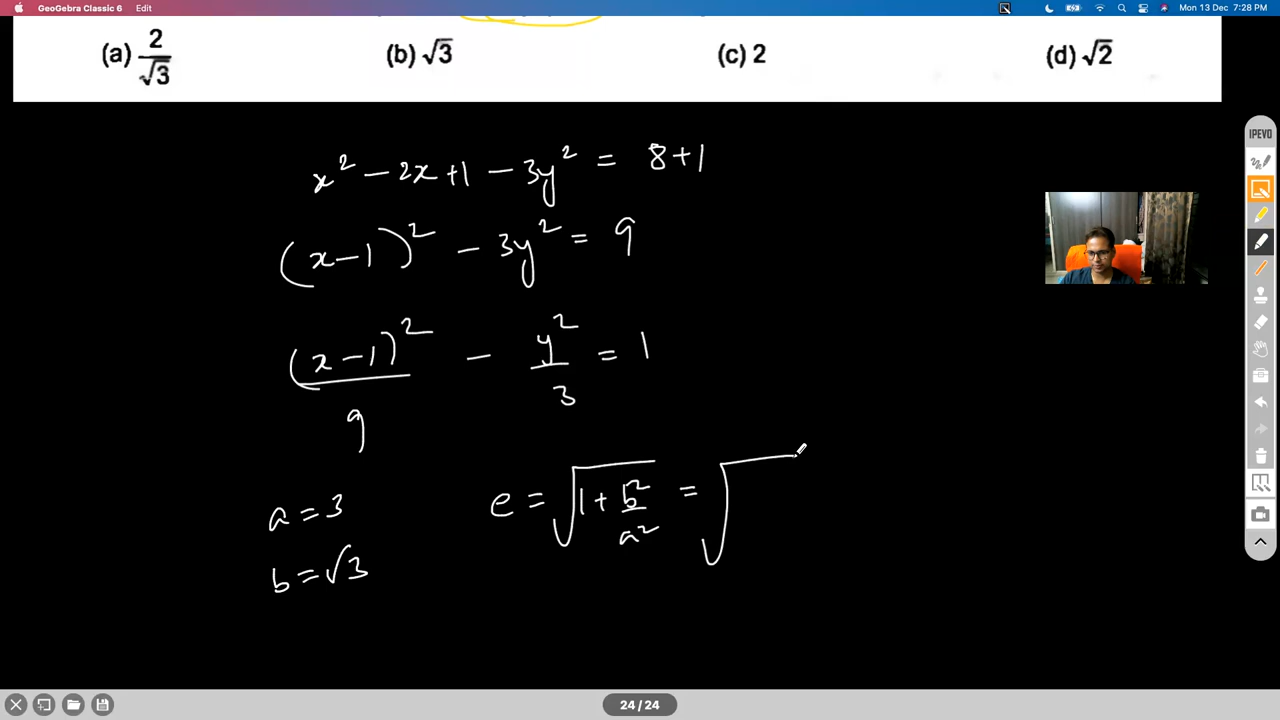 GeoGebra Classic 6 Edit Mon 13 Dec 7:28 PM
(a) 2/√3 (b) √3 (c) 2 (d) √2
IPEVO
x² − 2x + 1 − 3y² = 8 + 1
(x − 1)² − 3y² = 9
(x − 1)²/9 − y²/3 = 1
a = 3
e = √(1 + b²/a²) = √
b = √3
24 / 24